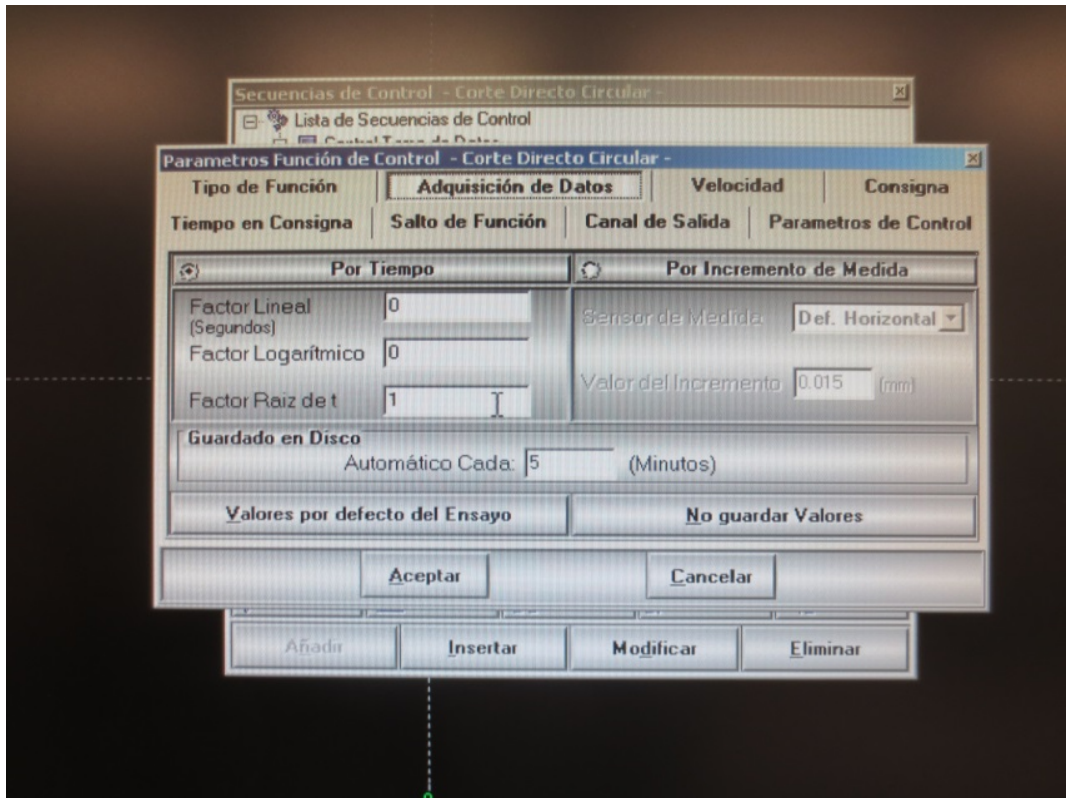 Secuencias de Control - Corte Directo Circular -
Lista de Secuencias de Control
Control Toma de Datos
Parametros Función de Control - Corte Directo Circular -
Tipo de Función
Adquisición de Datos
Velocidad
Consigna
Tiempo en Consigna
Salto de Función
Canal de Salida
Parametros de Control
Por Tiempo
Por Incremento de Medida
Factor Lineal 0
(Segundos)
Factor Logarítmico 0
Factor Raiz de t 1
Sensor de Medida Def. Horizontal
Valor del Incremento 0.015 (mm)
Guardado en Disco
Automático Cada: 5 (Minutos)
Valores por defecto del Ensayo
No guardar Valores
Aceptar
Cancelar
Añadir
Insertar
Modificar
Eliminar